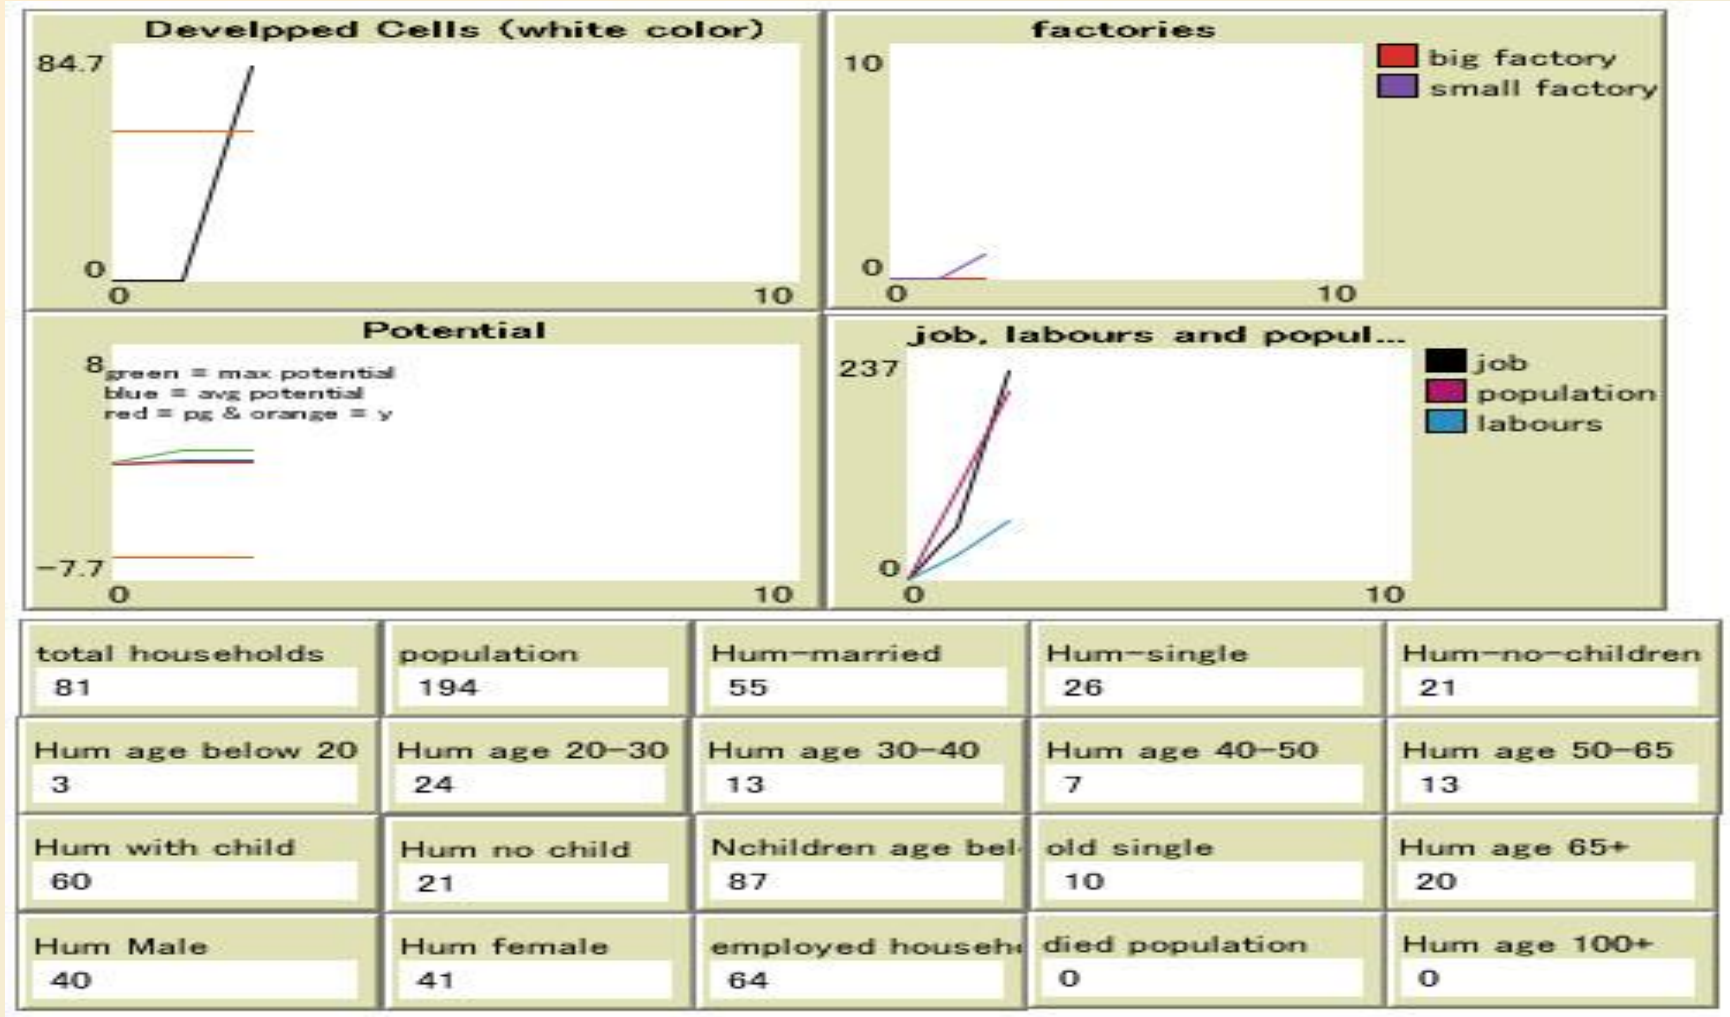 Develpped Cells (white color)
84.7
0
0
10
factories
10
0
0
10
big factory
small factory
Potential
8
green = max potential
blue = avg potential
red = pg & orange = y
-7.7
0
10
job, labours and popul...
237
0
0
10
job
population
labours
total households
81
population
194
Hum-married
55
Hum-single
26
Hum-no-children
21
Hum age below 20
3
Hum age 20-30
24
Hum age 30-40
13
Hum age 40-50
7
Hum age 50-65
13
Hum with child
60
Hum no child
21
Nchildren age bel
87
old single
10
Hum age 65+
20
Hum Male
40
Hum female
41
employed househ
64
died population
0
Hum age 100+
0